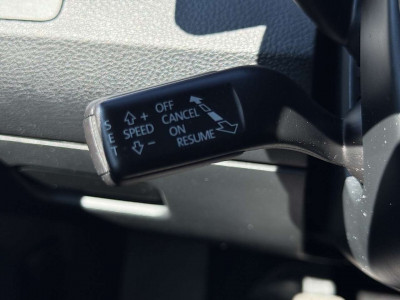 SET
+ OFF
SPEED CANCEL
- ON
RESUME